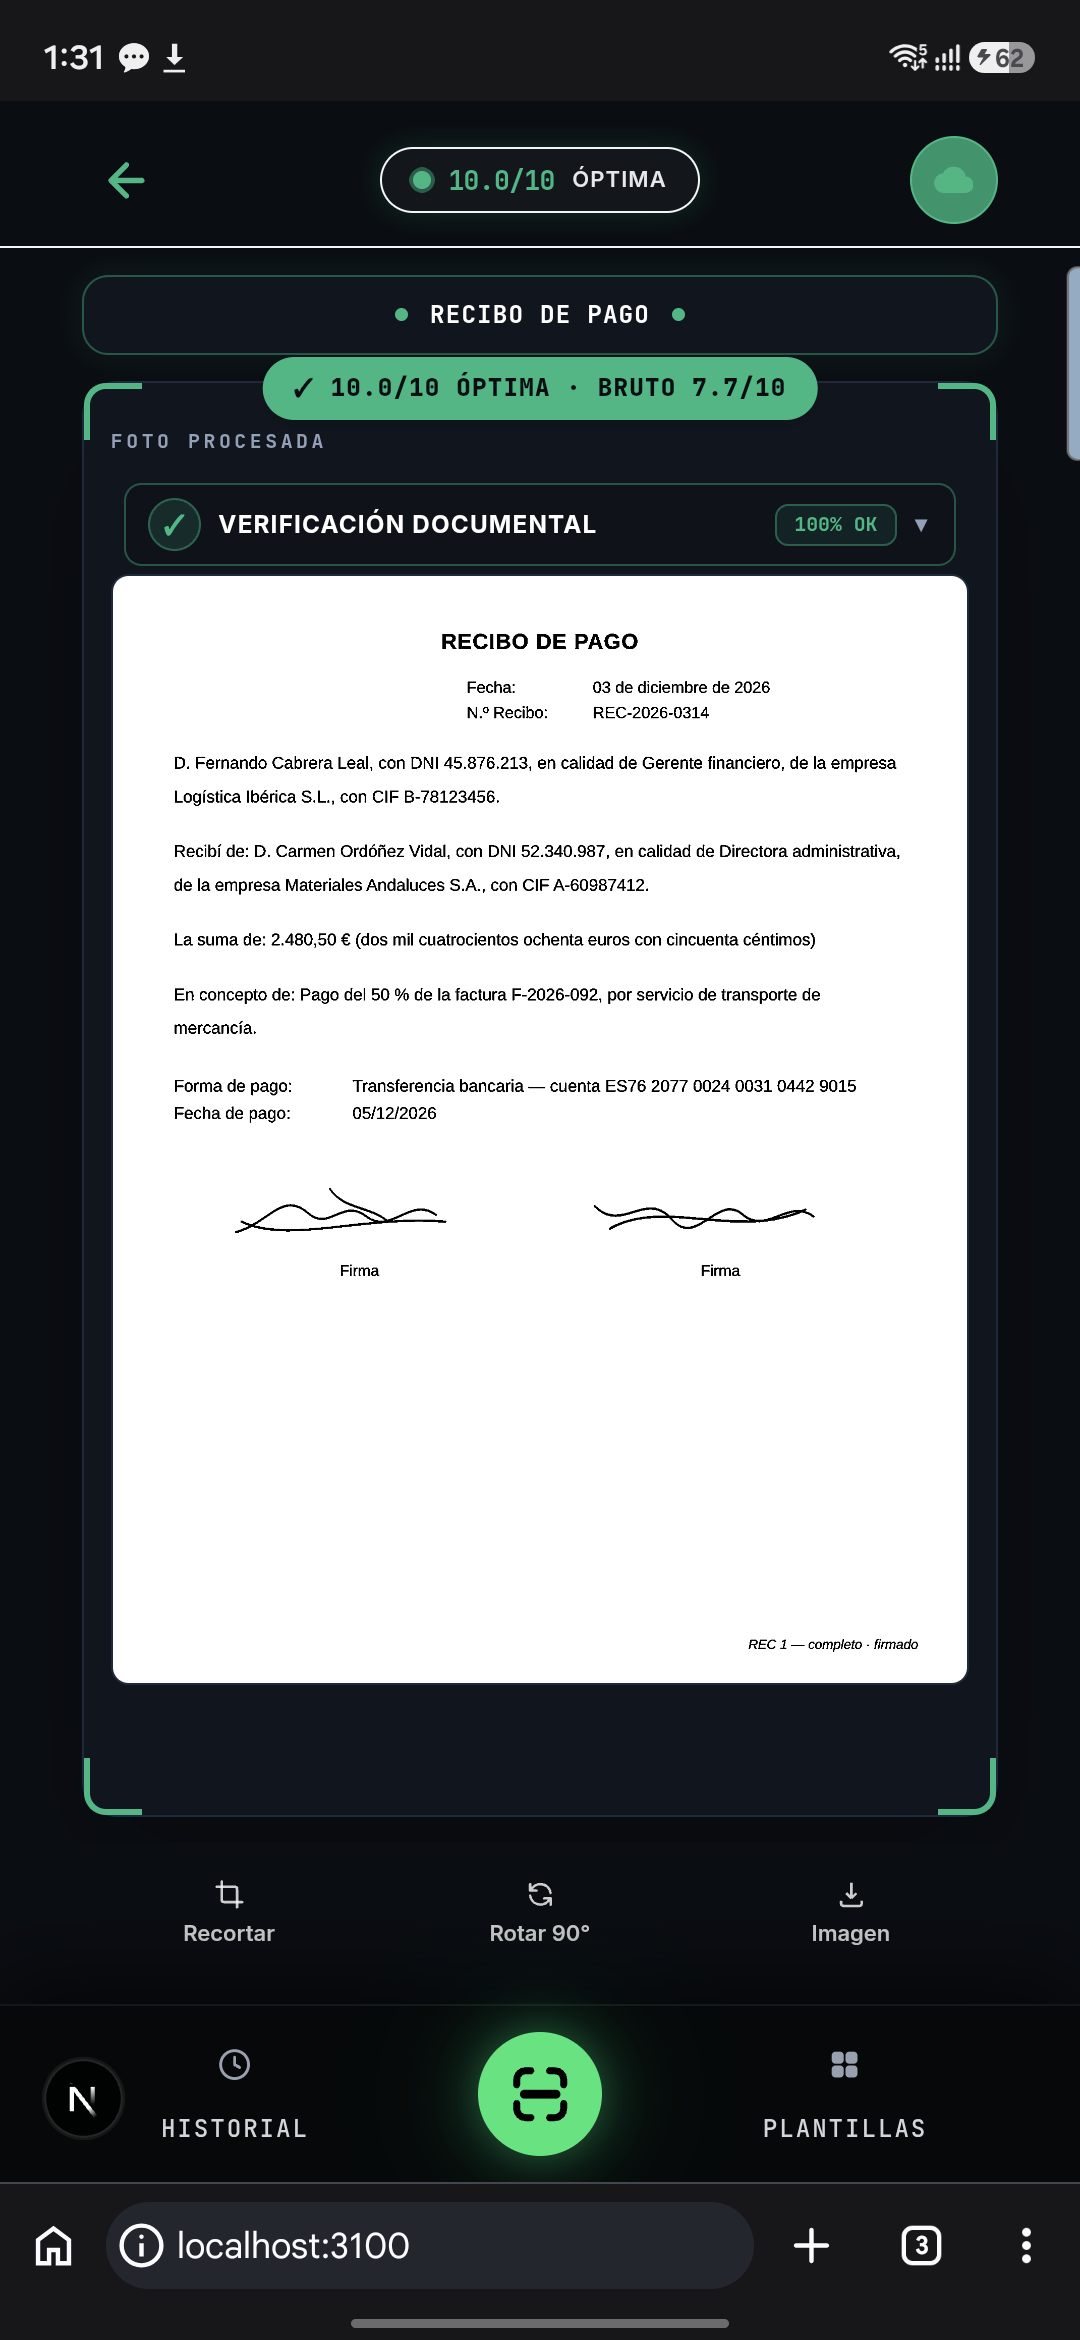 1:31
5
62
10.0/10 ÓPTIMA
RECIBO DE PAGO
✓ 10.0/10 ÓPTIMA · BRUTO 7.7/10
FOTO PROCESADA
✓ VERIFICACIÓN DOCUMENTAL 100% OK ▼
RECIBO DE PAGO
Fecha: 03 de diciembre de 2026
N.º Recibo: REC-2026-0314
D. Fernando Cabrera Leal, con DNI 45.876.213, en calidad de Gerente financiero, de la empresa
Logística Ibérica S.L., con CIF B-78123456.
Recibí de: D. Carmen Ordóñez Vidal, con DNI 52.340.987, en calidad de Directora administrativa,
de la empresa Materiales Andaluces S.A., con CIF A-60987412.
La suma de: 2.480,50 € (dos mil cuatrocientos ochenta euros con cincuenta céntimos)
En concepto de: Pago del 50 % de la factura F-2026-092, por servicio de transporte de
mercancía.
Forma de pago: Transferencia bancaria — cuenta ES76 2077 0024 0031 0442 9015
Fecha de pago: 05/12/2026
Firma Firma
REC 1 — completo · firmado
Recortar Rotar 90° Imagen
N HISTORIAL PLANTILLAS
localhost:3100 3